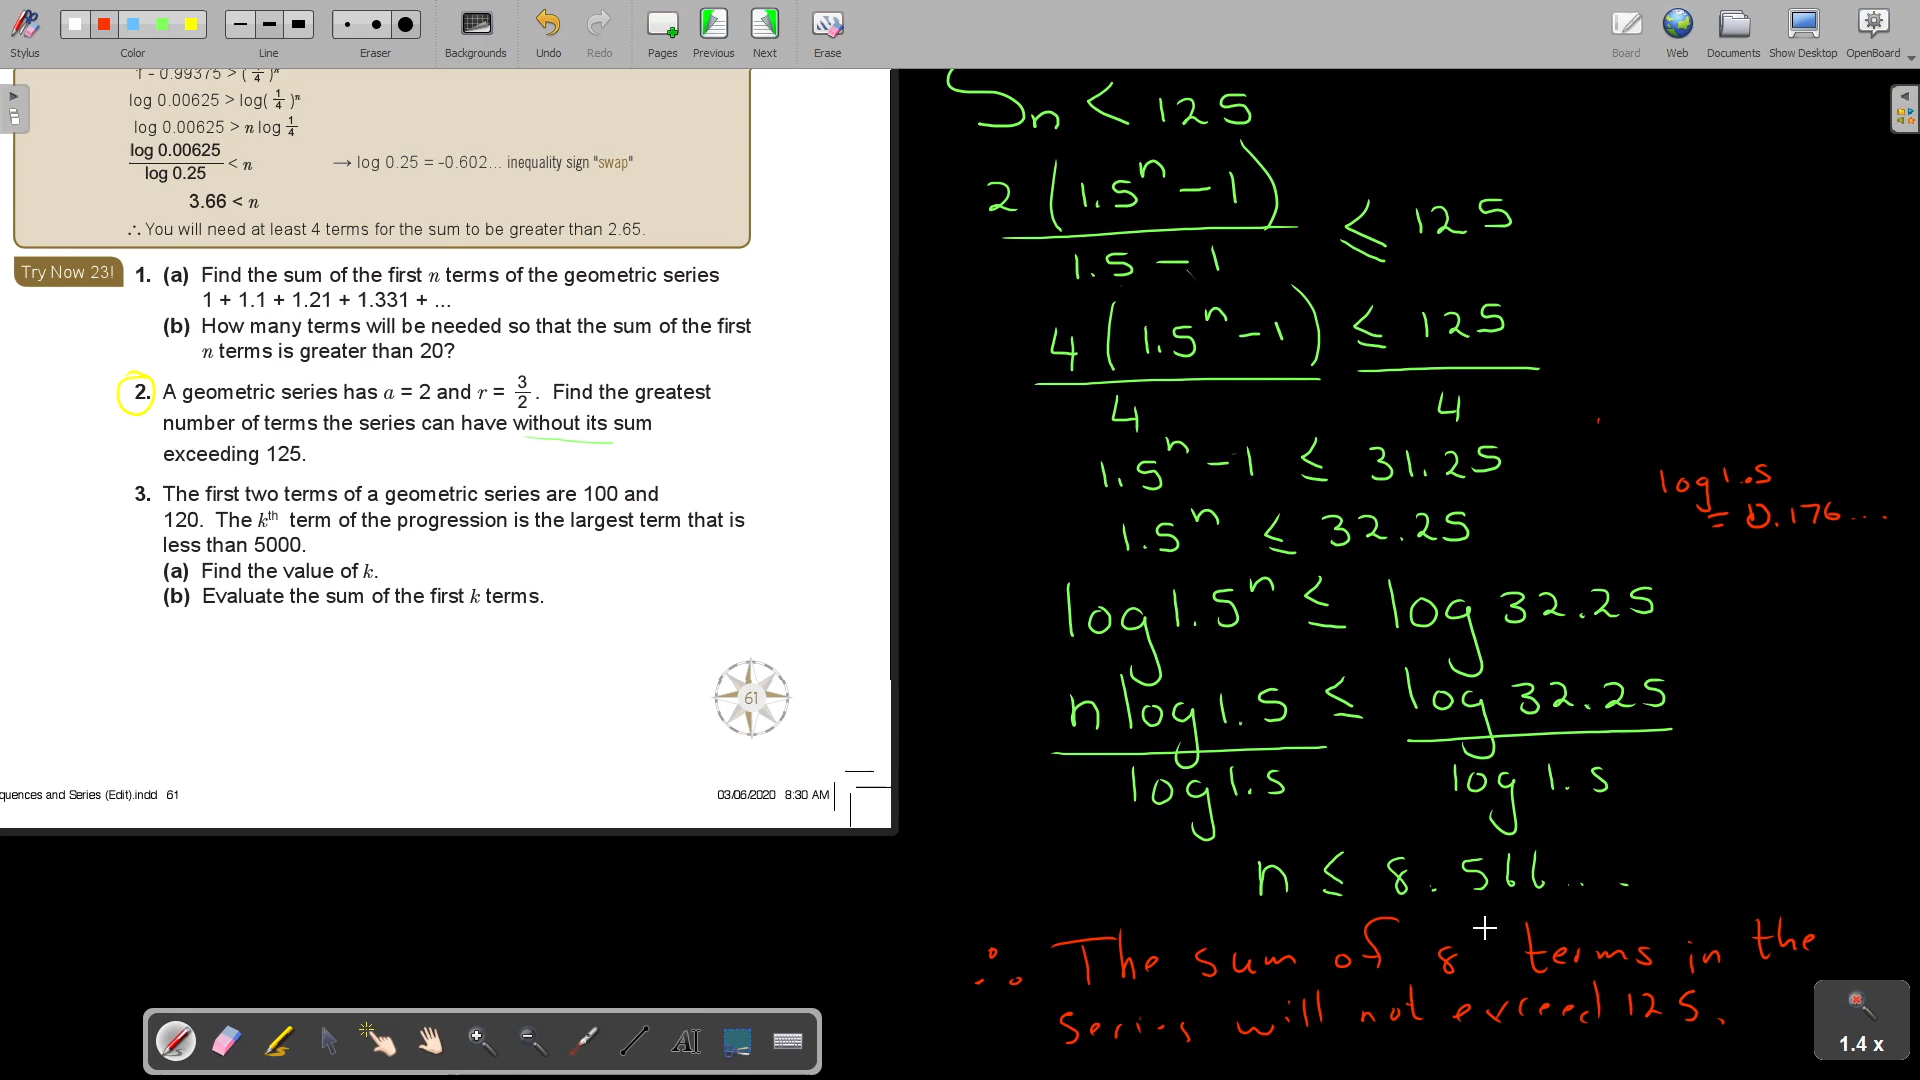 Stylus Color Line Eraser Backgrounds Undo Redo Pages Previous Next Erase Board Web Documents Show Desktop OpenBoard
1 - 0.99375 > (1/4)ⁿ
log 0.00625 > log(1/4)ⁿ
log 0.00625 > n log 1/4
log 0.00625 / log 0.25 < n → log 0.25 = -0.602... inequality sign "swap"
3.66 < n
∴ You will need at least 4 terms for the sum to be greater than 2.65.
Try Now 23!
1. (a) Find the sum of the first n terms of the geometric series
1 + 1.1 + 1.21 + 1.331 + ...
(b) How many terms will be needed so that the sum of the first
n terms is greater than 20?
2. A geometric series has a = 2 and r = 3/2. Find the greatest
number of terms the series can have without its sum
exceeding 125.
3. The first two terms of a geometric series are 100 and
120. The kᵗʰ term of the progression is the largest term that is
less than 5000.
(a) Find the value of k.
(b) Evaluate the sum of the first k terms.
61
quences and Series (Edit).indd 61
03/06/2020 8:30 AM
Sn < 125
2(1.5ⁿ - 1) / 1.5 - 1 ≤ 125
4(1.5ⁿ - 1) / 4 ≤ 125 / 4
1.5ⁿ - 1 ≤ 31.25
1.5ⁿ ≤ 32.25
log 1.5
= 0.176...
log 1.5ⁿ ≤ log 32.25
n log 1.5 / log 1.5 ≤ log 32.25 / log 1.5
n ≤ 8.566...
∴ The sum of 8 terms in the
series will not exceed 125.
1.4 x